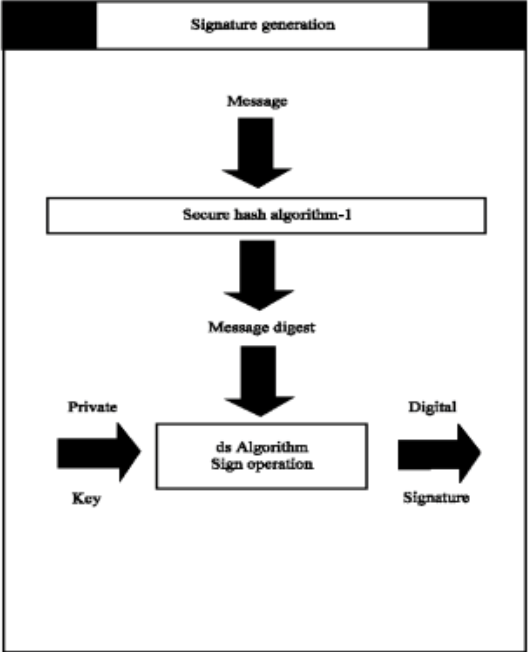 Signature generation
Message
Secure hash algorithm-1
Message digest
Private
Key
ds Algorithm
Sign operation
Digital
Signature